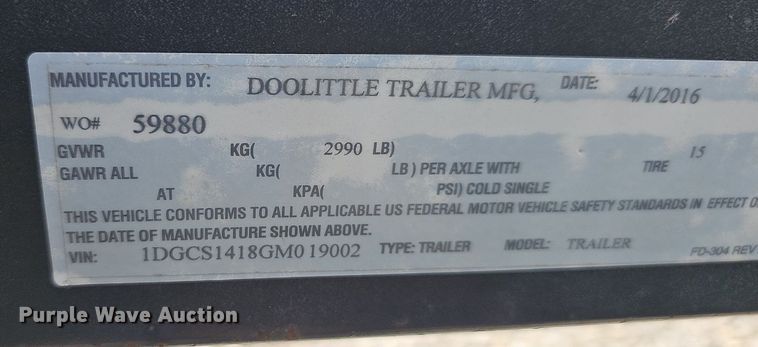 MANUFACTURED BY: DOOLITTLE TRAILER MFG, DATE: 4/1/2016
WO# 59880
GVWR KG( 2990 LB)
GAWR ALL KG( LB) PER AXLE WITH TIRE 15
AT KPA( PSI) COLD SINGLE
THIS VEHICLE CONFORMS TO ALL APPLICABLE US FEDERAL MOTOR VEHICLE SAFETY STANDARDS IN EFFECT
THE DATE OF MANUFACTURE SHOWN ABOVE.
VIN: 1DGCS1418GM019002 TYPE: TRAILER MODEL: TRAILER FD-304 REV
Purple Wave Auction